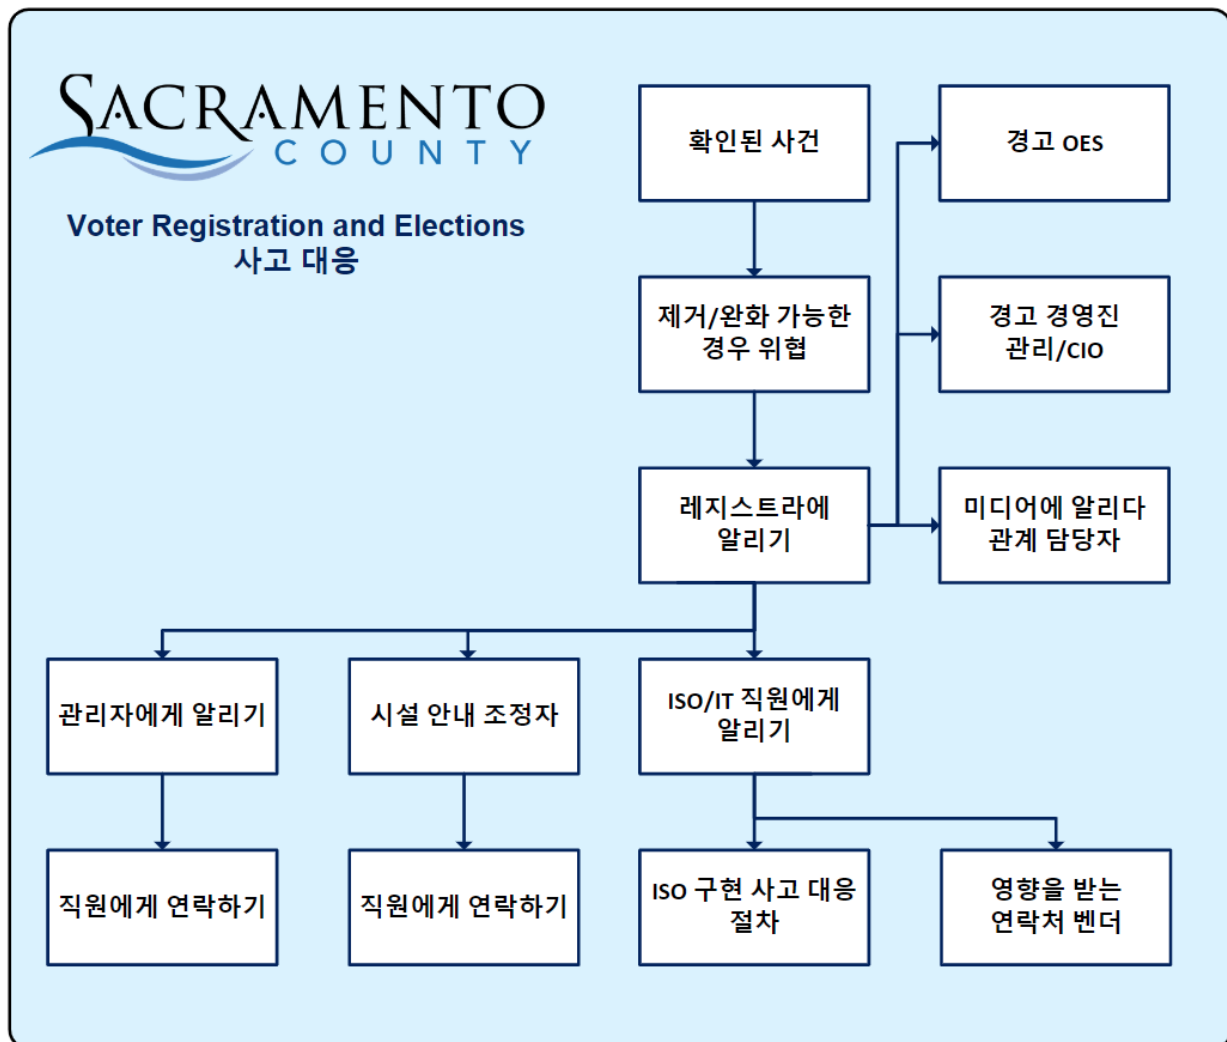 SACRAMENTO
COUNTY
Voter Registration and Elections
사고 대응
확인된 사건
경고 OES
제거/완화 가능한
경우 위협
경고 경영진
관리/CIO
레지스트라에
알리기
미디어에 알리다
관계 담당자
관리자에게 알리기
시설 안내 조정자
ISO/IT 직원에게
알리기
직원에게 연락하기
직원에게 연락하기
ISO 구현 사고 대응
절차
영향을 받는
연락처 벤더